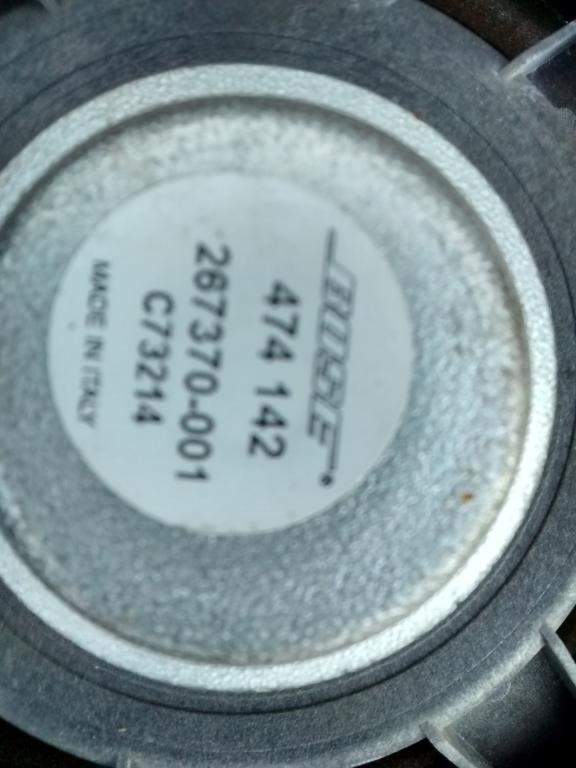 BOSE
474 142
267370-001
C73214
MADE IN ITALY